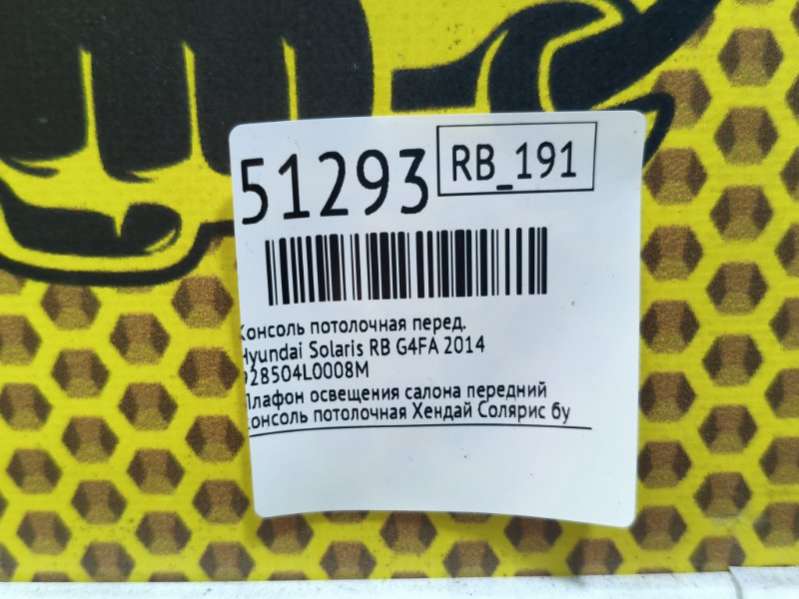 51293
RB_191
Консоль потолочная перед.
Hyundai Solaris RB G4FA 2014
928504L0008M
Плафон освещения салона передний
Консоль потолочная Хендай Солярис бу